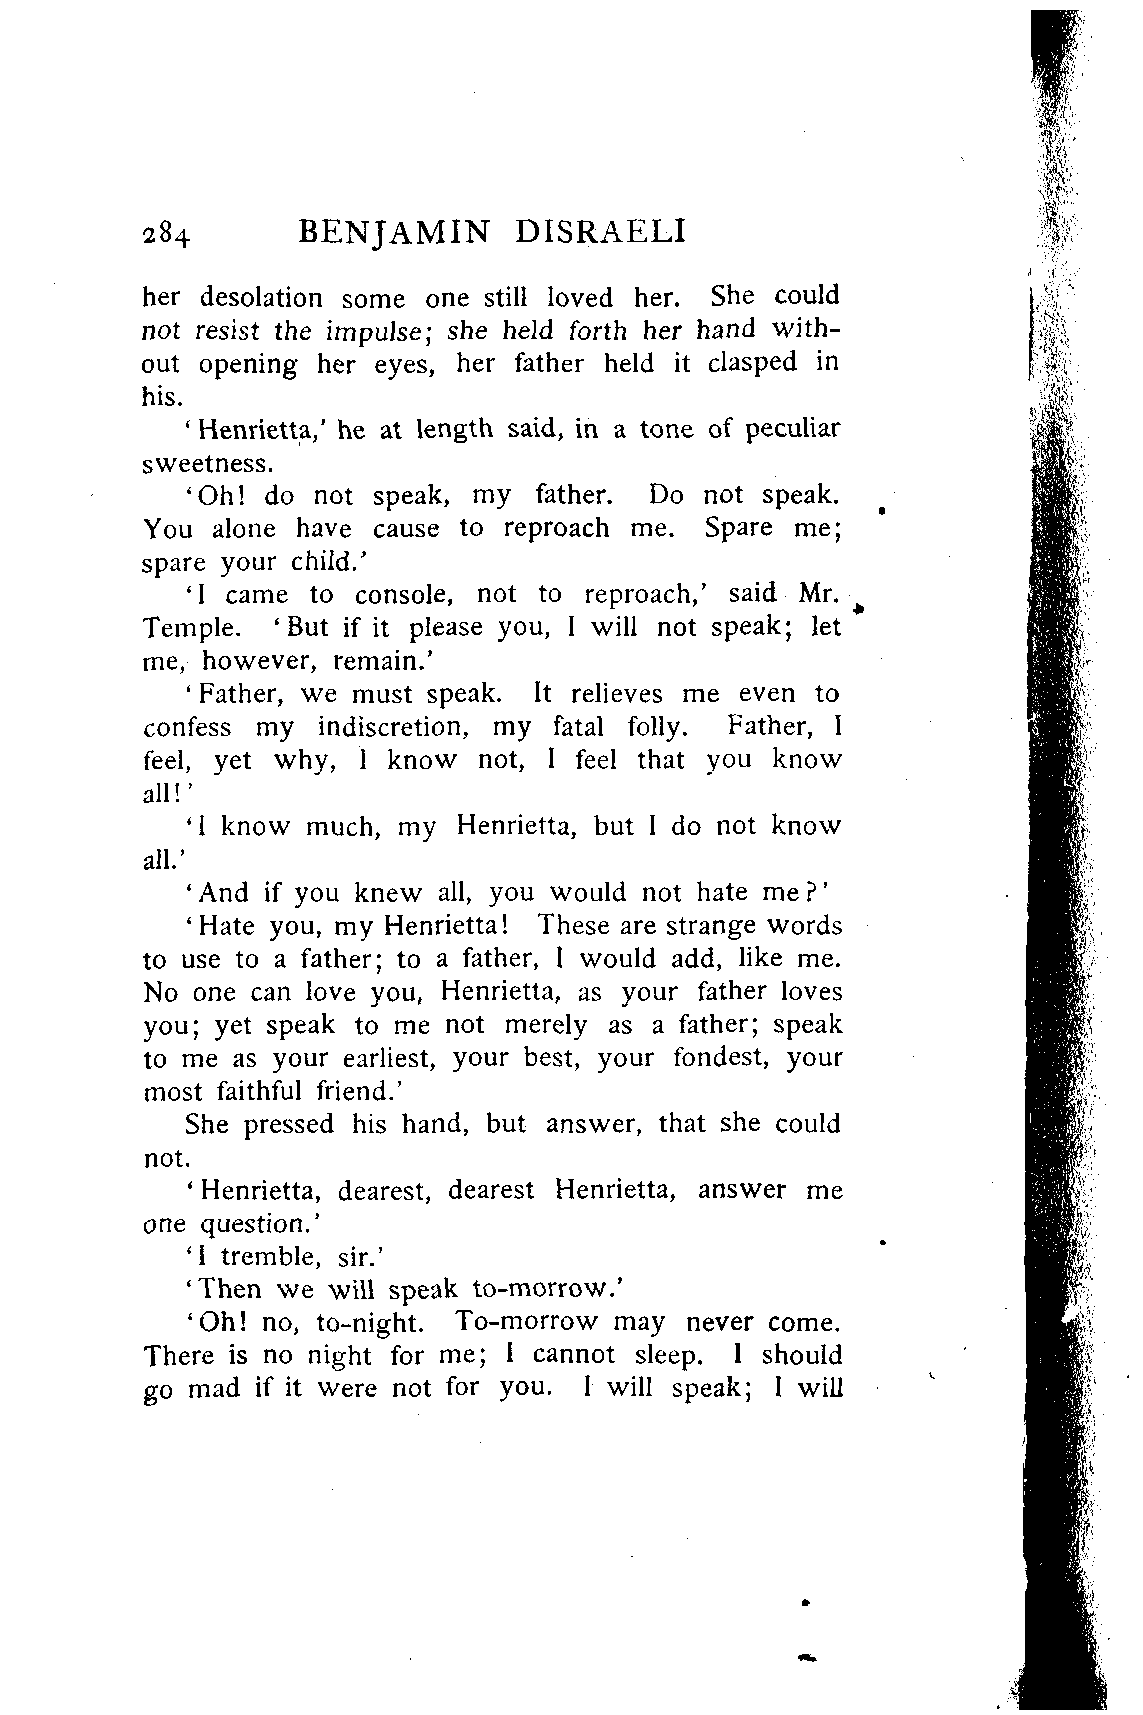 284 BENJAMIN DISRAELI
her desolation some one still loved her. She could
not resist the impulse; she held forth her hand with-
out opening her eyes, her father held it clasped in
his.
‘Henrietta,’ he at length said, in a tone of peculiar
sweetness.
‘Oh! do not speak, my father. Do not speak.
You alone have cause to reproach me. Spare me;
spare your child.’
‘I came to console, not to reproach,’ said Mr.
Temple. ‘But if it please you, I will not speak; let
me, however, remain.’
‘Father, we must speak. It relieves me even to
confess my indiscretion, my fatal folly. Father, I
feel, yet why, I know not, I feel that you know
all!’
‘I know much, my Henrietta, but I do not know
all.’
‘And if you knew all, you would not hate me?’
‘Hate you, my Henrietta! These are strange words
to use to a father; to a father, I would add, like me.
No one can love you, Henrietta, as your father loves
you; yet speak to me not merely as a father; speak
to me as your earliest, your best, your fondest, your
most faithful friend.’
She pressed his hand, but answer, that she could
not.
‘Henrietta, dearest, dearest Henrietta, answer me
one question.’
‘I tremble, sir.’
‘Then we will speak to-morrow.’
‘Oh! no, to-night. To-morrow may never come.
There is no night for me; I cannot sleep. I should
go mad if it were not for you. I will speak; I will